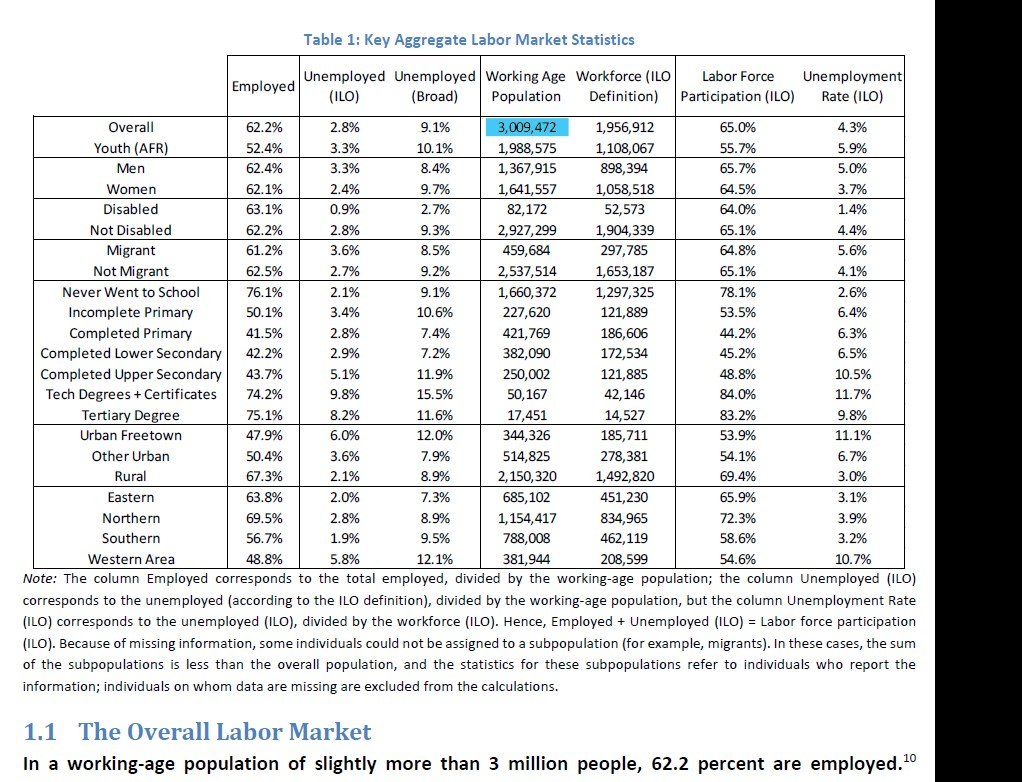 Table 1: Key Aggregate Labor Market Statistics
Employed Unemployed (ILO) Unemployed (Broad) Working Age Population Workforce (ILO Definition) Labor Force Participation (ILO) Unemployment Rate (ILO)
Overall 62.2% 2.8% 9.1% 3,009,472 1,956,912 65.0% 4.3%
Youth (AFR) 52.4% 3.3% 10.1% 1,988,575 1,108,067 55.7% 5.9%
Men 62.4% 3.3% 8.4% 1,367,915 898,394 65.7% 5.0%
Women 62.1% 2.4% 9.7% 1,641,557 1,058,518 64.5% 3.7%
Disabled 63.1% 0.9% 2.7% 82,172 52,573 64.0% 1.4%
Not Disabled 62.2% 2.8% 9.3% 2,927,299 1,904,339 65.1% 4.4%
Migrant 61.2% 3.6% 8.5% 459,684 297,785 64.8% 5.6%
Not Migrant 62.5% 2.7% 9.2% 2,537,514 1,653,187 65.1% 4.1%
Never Went to School 76.1% 2.1% 9.1% 1,660,372 1,297,325 78.1% 2.6%
Incomplete Primary 50.1% 3.4% 10.6% 227,620 121,889 53.5% 6.4%
Completed Primary 41.5% 2.8% 7.4% 421,769 186,606 44.2% 6.3%
Completed Lower Secondary 42.2% 2.9% 7.2% 382,090 172,534 45.2% 6.5%
Completed Upper Secondary 43.7% 5.1% 11.9% 250,002 121,885 48.8% 10.5%
Tech Degrees + Certificates 74.2% 9.8% 15.5% 50,167 42,146 84.0% 11.7%
Tertiary Degree 75.1% 8.2% 11.6% 17,451 14,527 83.2% 9.8%
Urban Freetown 47.9% 6.0% 12.0% 344,326 185,711 53.9% 11.1%
Other Urban 50.4% 3.6% 7.9% 514,825 278,381 54.1% 6.7%
Rural 67.3% 2.1% 8.9% 2,150,320 1,492,820 69.4% 3.0%
Eastern 63.8% 2.0% 7.3% 685,102 451,230 65.9% 3.1%
Northern 69.5% 2.8% 8.9% 1,154,417 834,965 72.3% 3.9%
Southern 56.7% 1.9% 9.5% 788,008 462,119 58.6% 3.2%
Western Area 48.8% 5.8% 12.1% 381,944 208,599 54.6% 10.7%
Note: The column Employed corresponds to the total employed, divided by the working-age population; the column Unemployed (ILO)
corresponds to the unemployed (according to the ILO definition), divided by the working-age population, but the column Unemployment Rate
(ILO) corresponds to the unemployed (ILO), divided by the workforce (ILO). Hence, Employed + Unemployed (ILO) = Labor force participation
(ILO). Because of missing information, some individuals could not be assigned to a subpopulation (for example, migrants). In these cases, the sum
of the subpopulations is less than the overall population, and the statistics for these subpopulations refer to individuals who report the
information; individuals on whom data are missing are excluded from the calculations.
1.1 The Overall Labor Market
In a working-age population of slightly more than 3 million people, 62.2 percent are employed.10